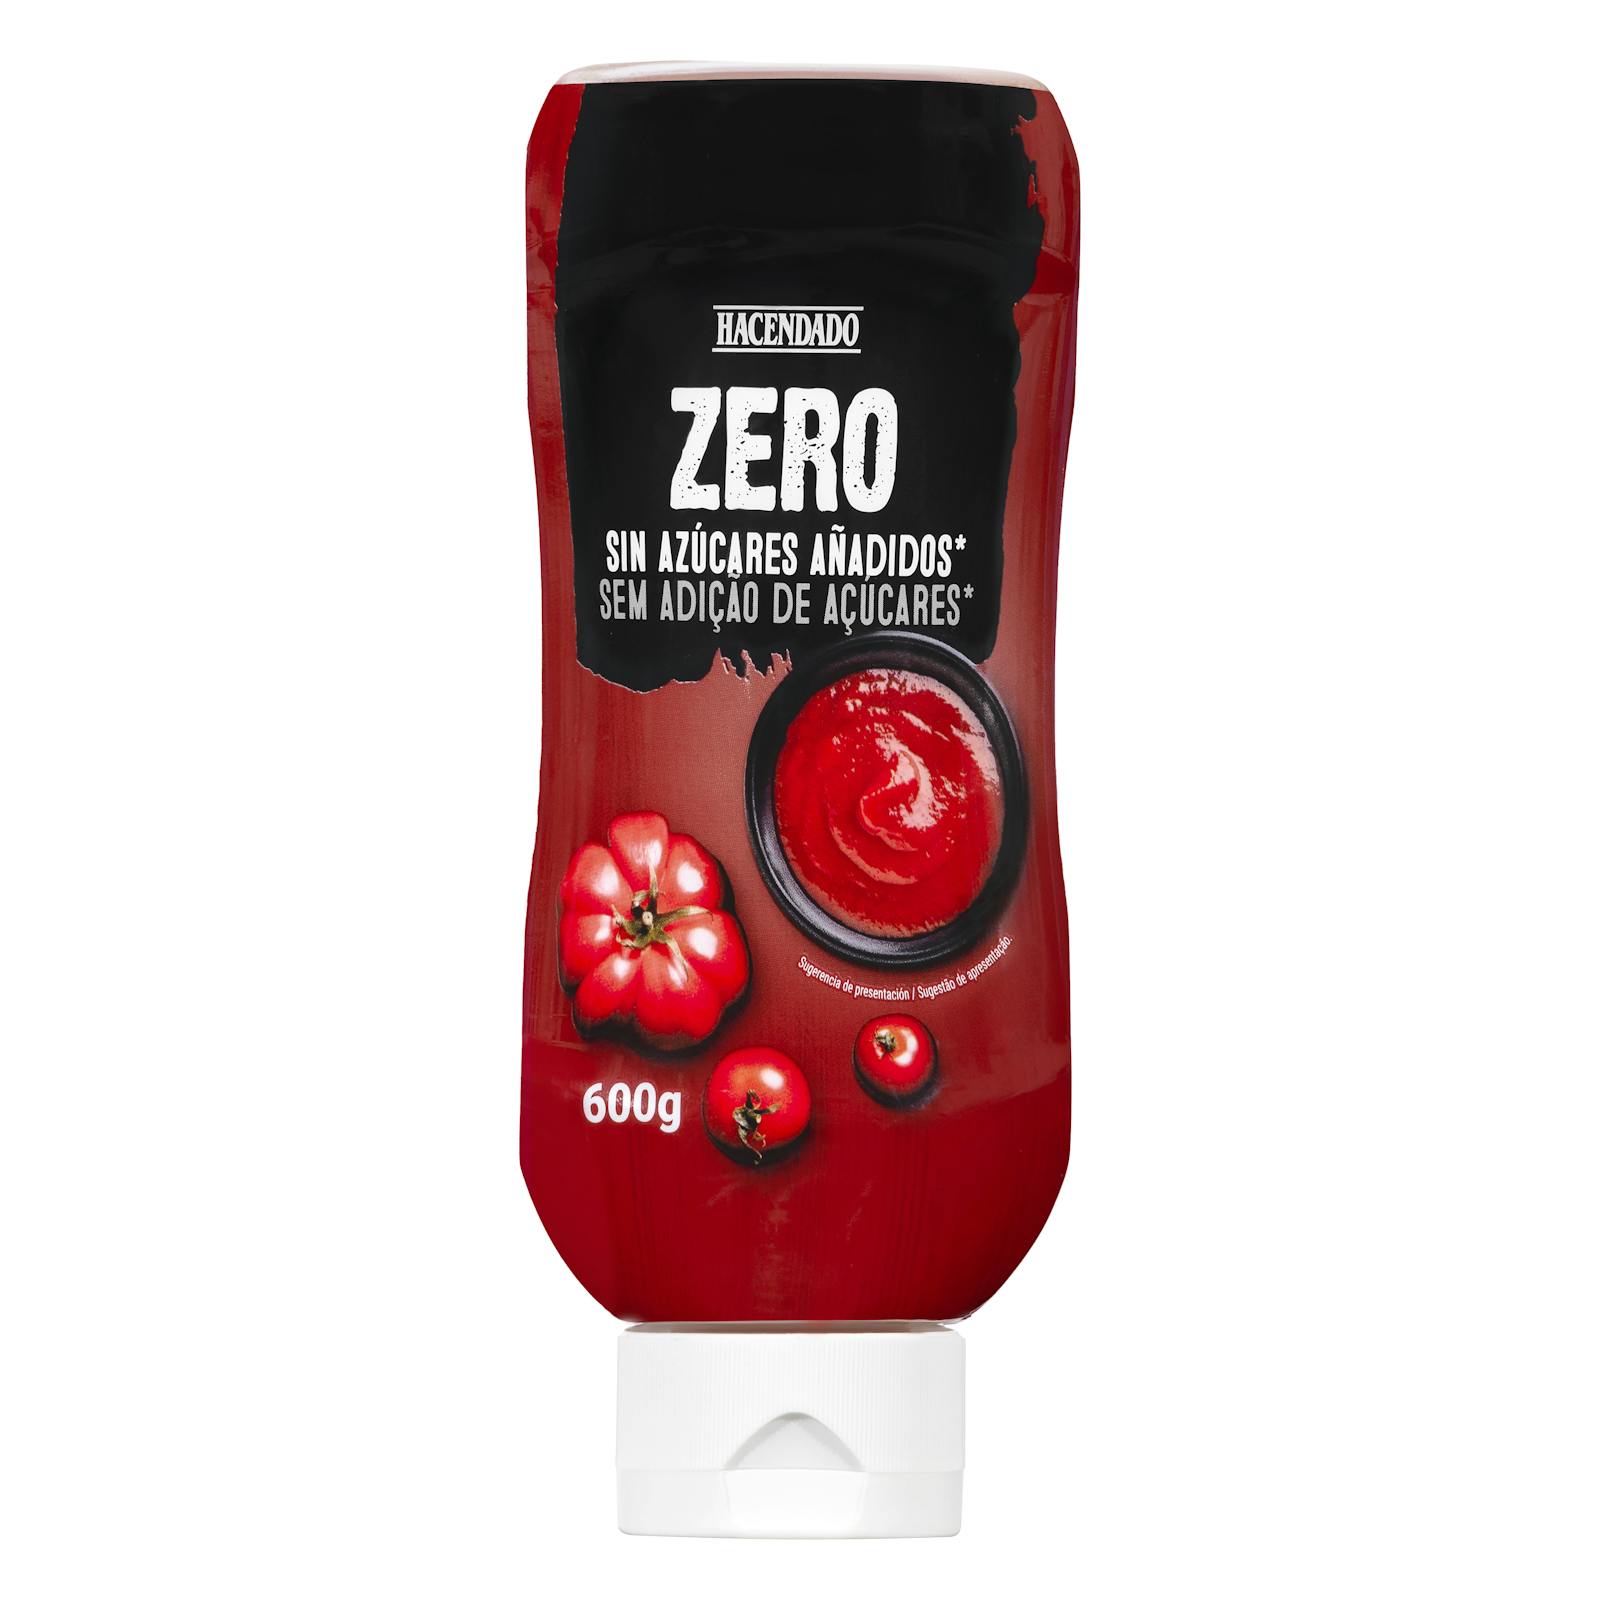 HACENDADO
ZERO
SIN AZÚCARES AÑADIDOS*
SEM ADIÇÃO DE AÇÚCARES*
Sugerencia de presentación / Sugestão de apresentação.
600g